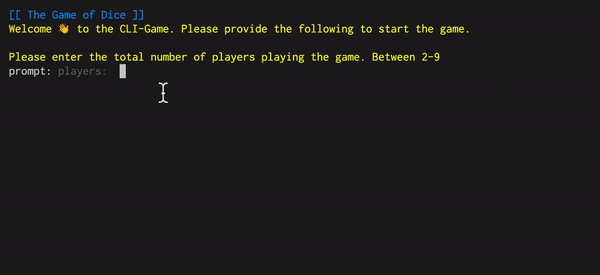 [[ The Game of Dice ]]
Welcome 👋 to the CLI-Game. Please provide the following to start the game.
Please enter the total number of players playing the game. Between 2-9
prompt: players: